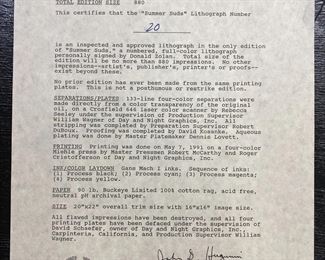 TOTAL EDITION SIZE 880
This certifies that the "Summer Suds" Lithograph Number
20
is an inspected and approved lithograph in the only edition
of "Summer Suds," a numbered, full-color lithograph
personally signed by Donald Zolan. Total size of the
edition will be no more than 880 impressions. No other
impressions--artist's, publisher's, printer's or proofs--
exist beyond these.
No prior edition has ever been made from the same printing
plates. This is not a posthumous or restrike edition.
SEPARATIONS/PLATES 133-line four-color separations were
made directly from a color transparency of the original
oil, on a Crosfield 646 laser color scanner by Rebecca
Seeley under the supervision of Production Supervisor
William Wagner of Day and Night Graphics, Inc. All
stripping was completed by Preparation Supervisor Robert
DuBoux. Proofing was completed by David Kosanke. Aqueous
plating was done by Master Platemaker Dennis Lovett.
PRINTING Printing was done on May 7, 1991 on a four-color
Miehle press by Master Pressmen Robert McCarthy and Roger
Cristofferson of Day and Night Graphics, Inc.
INK/COLOR LAYDOWN Gans Mach I inks. Sequence of inks:
(1) Process black; (2) Process cyan; (3) Process magenta;
(4) Process yellow.
PAPER 90 lb. Buckeye Limited 100% cotton rag, acid free,
neutral pH archival paper.
SIZE 20"x22" overall trim size with 16"x16" image size.
All flawed impressions have been destroyed, and all four
printing plates have been defaced under the supervision of
David Schaefer, owner of Day and Night Graphics, Inc.,
Carpinteria, California, and Production Supervisor William
Wagner.
John